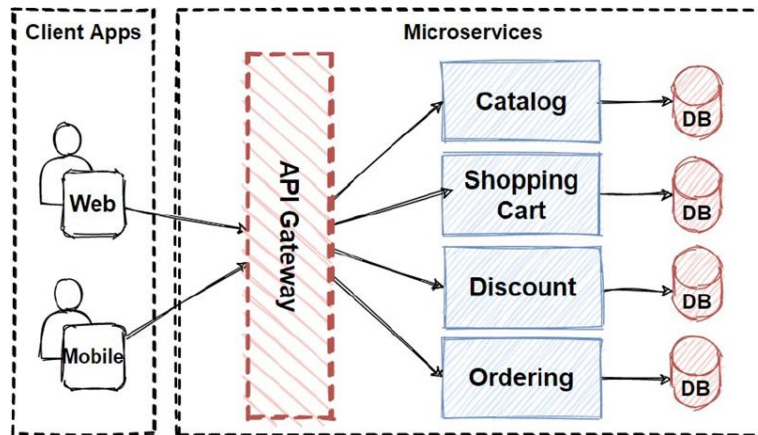 Client Apps
Microservices
Web
Mobile
API Gateway
Catalog
DB
Shopping
Cart
DB
Discount
DB
Ordering
DB